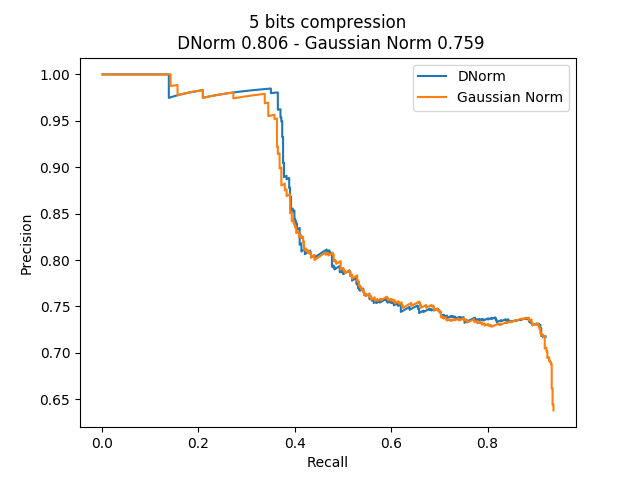 5 bits compression
DNorm 0.806 - Gaussian Norm 0.759
DNorm
Gaussian Norm
1.00
0.95
0.90
0.85
0.80
0.75
0.70
0.65
Precision
0.0 0.2 0.4 0.6 0.8
Recall